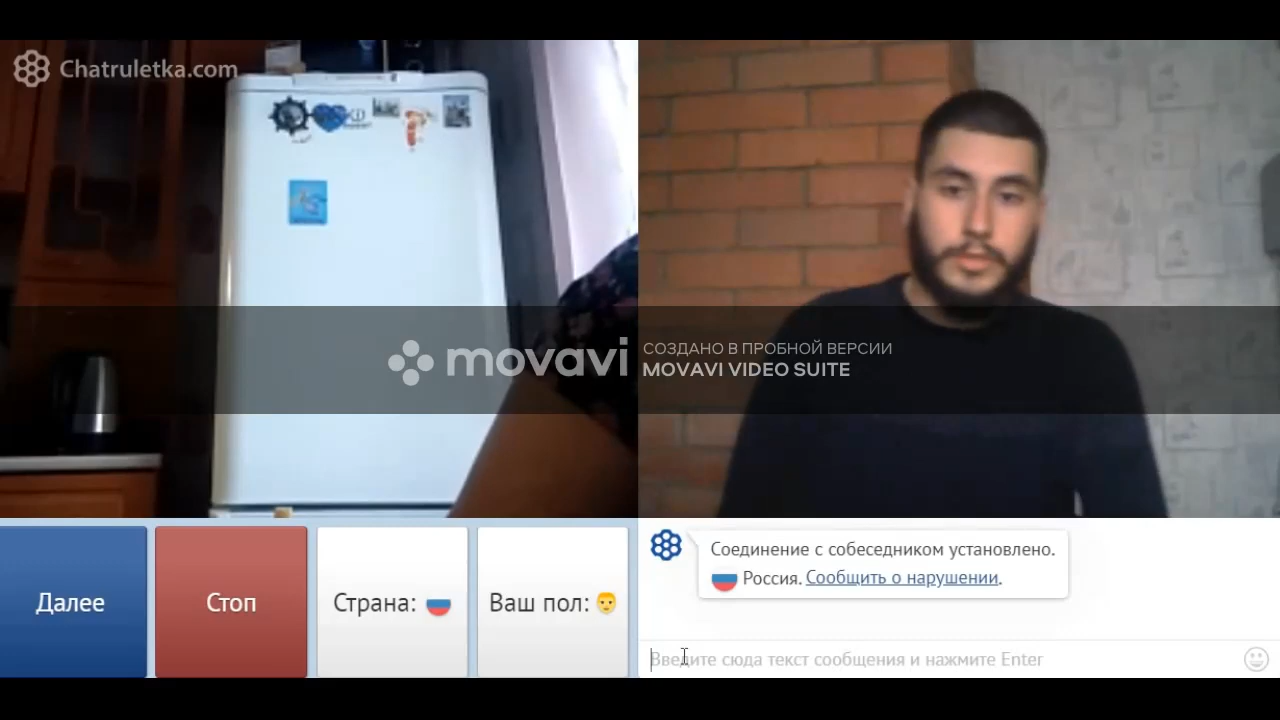 Chatruletka.com
movavi
СОЗДАНО В ПРОБНОЙ ВЕРСИИ
MOVAVI VIDEO SUITE
Соединение с собеседником установлено.
Россия. Сообщить о нарушении.
Далее
Стоп
Страна:
Ваш пол:
Введите сюда текст сообщения и нажмите Enter